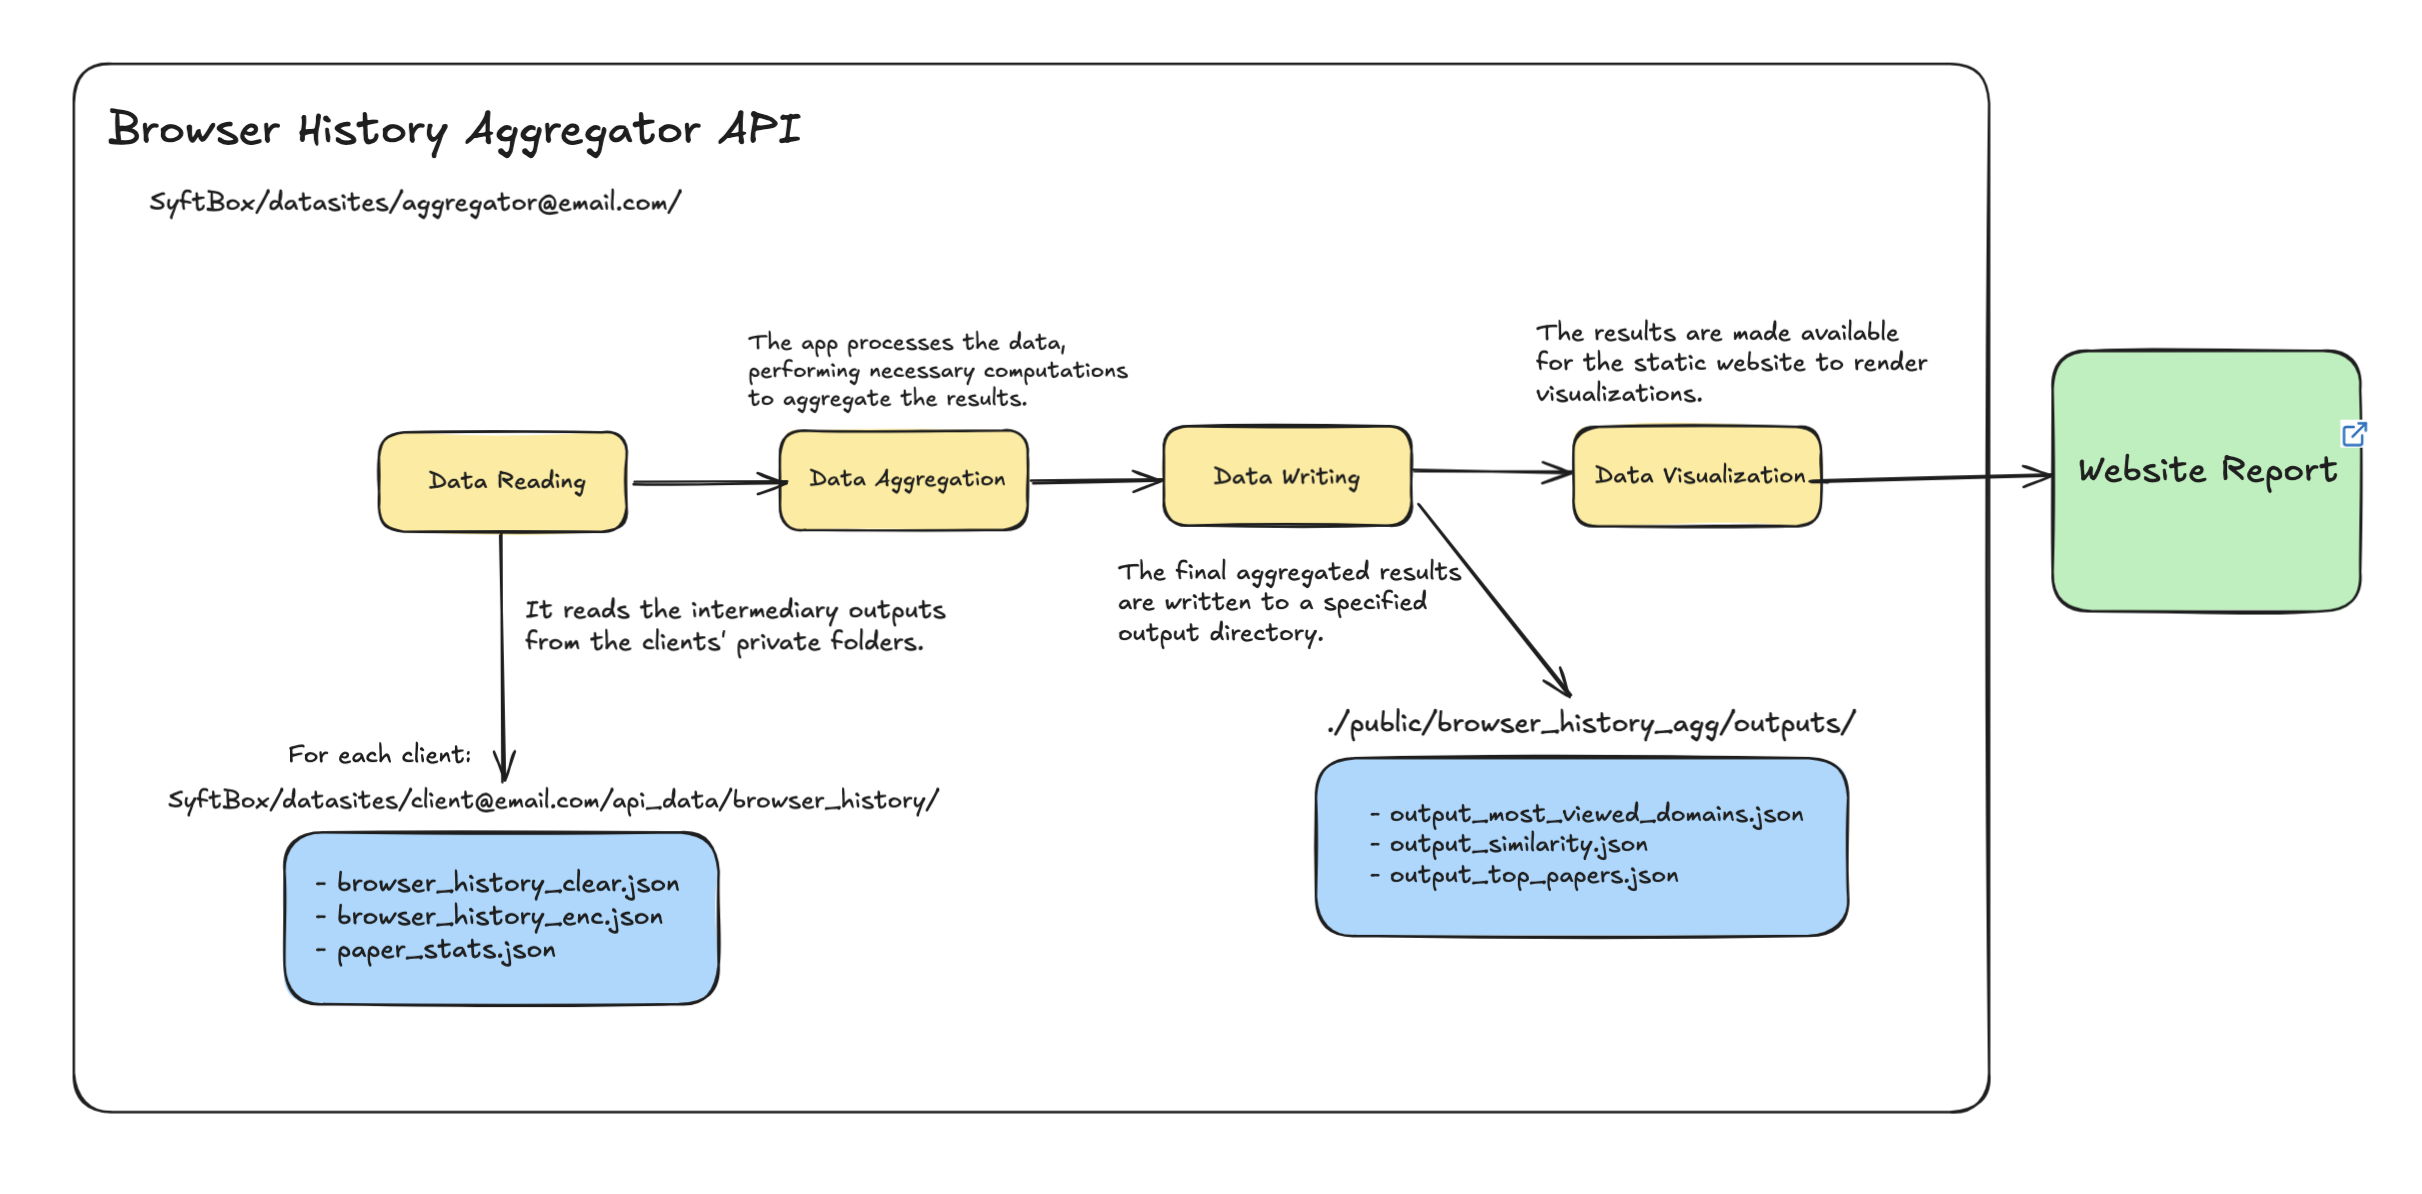 Browser History Aggregator API
SyftBox/datasites/aggregator@email.com/
The app processes the data,
performing necessary computations
to aggregate the results.
The results are made available
for the static website to render
visualizations.
Data Reading
Data Aggregation
Data Writing
Data Visualization
Website Report
It reads the intermediary outputs
from the clients' private folders.
The final aggregated results
are written to a specified
output directory.
For each client:
SyftBox/datasites/client@email.com/api_data/browser_history/
- browser_history_clear.json
- browser_history_enc.json
- paper_stats.json
./public/browser_history_agg/outputs/
- output_most_viewed_domains.json
- output_similarity.json
- output_top_papers.json